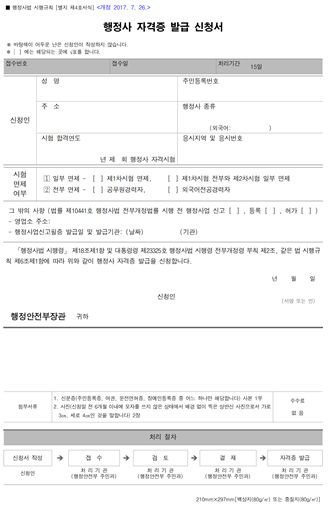 ■ 행정사법 시행규칙 [별지 제4호서식] <개정 2017. 7. 26.>
행정사 자격증 발급 신청서
※ 바탕색이 어두운 난은 신청인이 작성하지 않습니다.
※ [ ] 에는 해당되는 곳에 √표를 합니다.
접수번호 접수일 처리기간 15일
신청인
성 명 주민등록번호
주 소 행정사 종류
(외국어: )
시험 합격연도 응시지역 및 응시번호
년 제 회 행정사 자격시험
시험 면제 여부
① 일부 면제 - [ ] 제1차시험 면제, [ ] 제1차시험 전부와 제2차시험 일부 면제
② 전부 면제 - [ ] 공무원경력자, [ ] 외국어전공경력자
그 밖의 사항 (법률 제10441호 행정사법 전부개정법률 시행 전 행정사업 신고 [ ] , 등록 [ ] , 허가 [ ] )
- 영업소 주소:
- 행정사업신고필증 발급일 및 발급기관: (날짜) (기관)
「행정사법 시행령」 제18조제1항 및 대통령령 제23325호 행정사법 시행령 전부개정령 부칙 제2조, 같은 법 시행규
칙 제6조제1항에 따라 위와 같이 행정사 자격증 발급을 신청합니다.
년 월 일
신청인
(서명 또는 인)
행정안전부장관 귀하
첨부서류
1. 신분증(주민등록증, 여권, 운전면허증, 장애인등록증 중 어느 하나만 해당합니다) 사본 1부
2. 사진(신청일 전 6개월 이내에 모자를 쓰지 않은 상태에서 배경 없이 찍은 상반신 사진으로서 가로
3㎝, 세로 4㎝인 것을 말합니다) 2장
수수료
없 음
처리 절차
신청서 작성 → 접 수 → 검 토 → 결 재 → 자격증 발급
신청인 처 리 기 관 처 리 기 관 처 리 기 관 처 리 기 관
(행정안전부 주민과) (행정안전부 주민과) (행정안전부 주민과) (행정안전부 주민과)
210mm×297mm[백상지(80g/㎡) 또는 중질지(80g/㎡)]